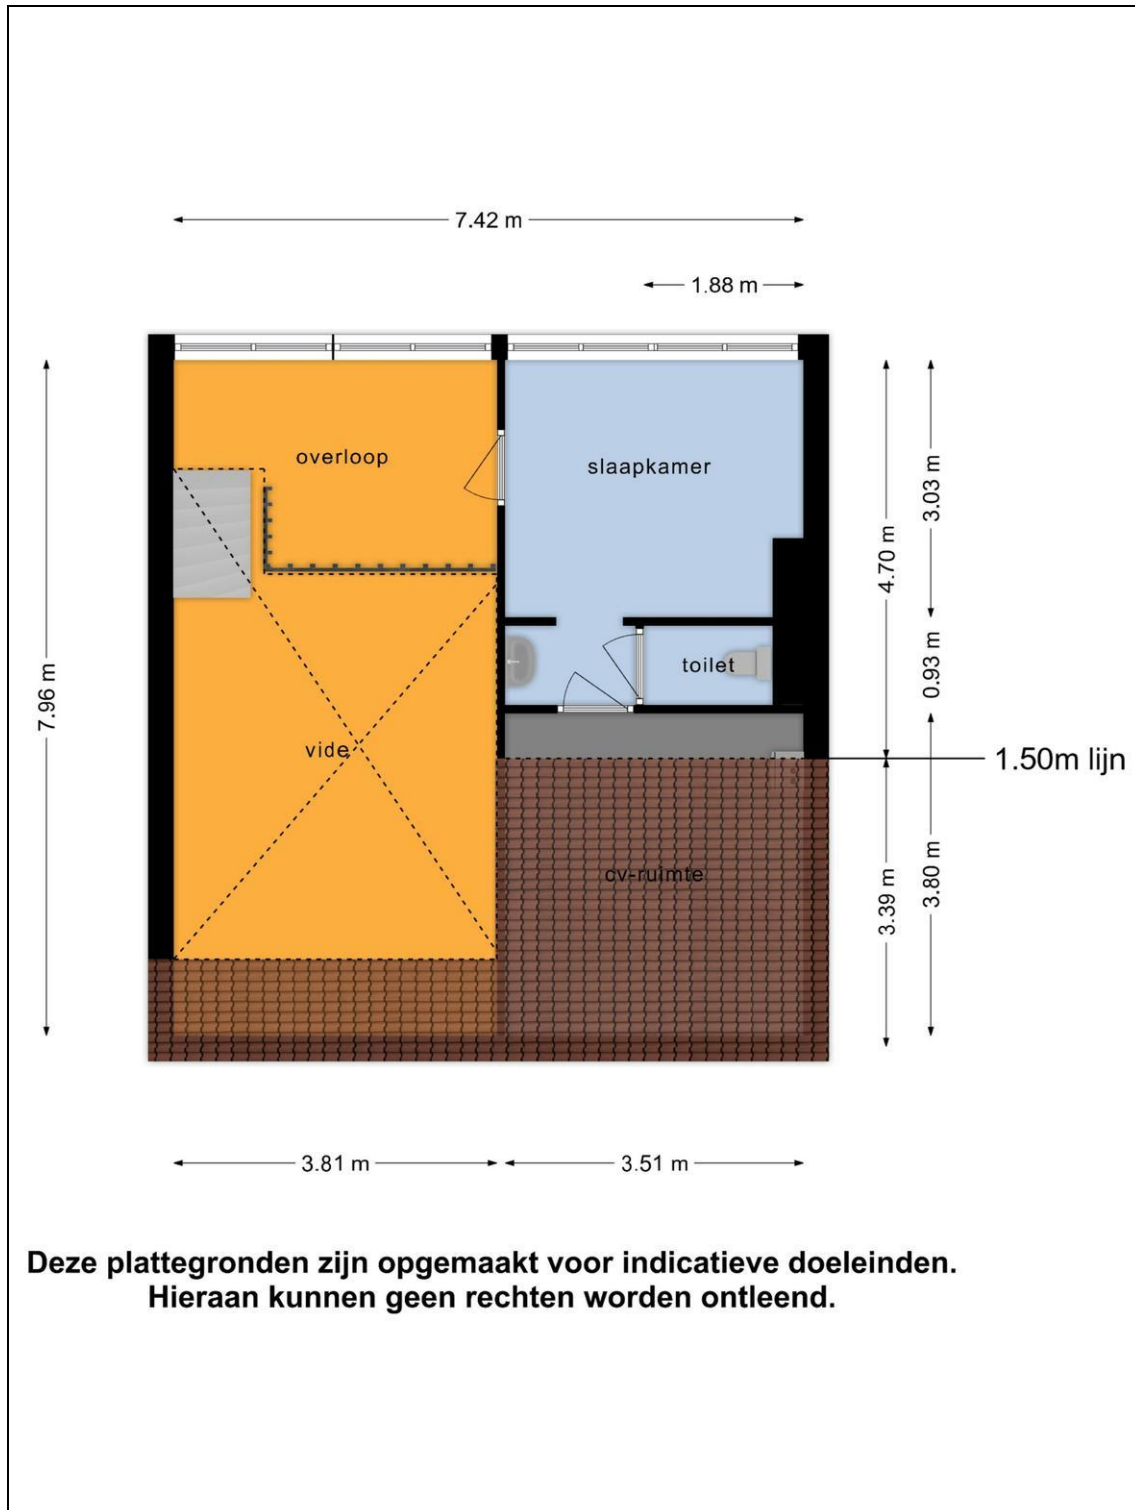 7.42 m
1.88 m
overloop
slaapkamer
3.03 m
4.70 m
toilet
0.93 m
7.96 m
vide
1.50m lijn
cv-ruimte
3.80 m
3.39 m
3.81 m
3.51 m
Deze plattegronden zijn opgemaakt voor indicatieve doeleinden.
Hieraan kunnen geen rechten worden ontleend.